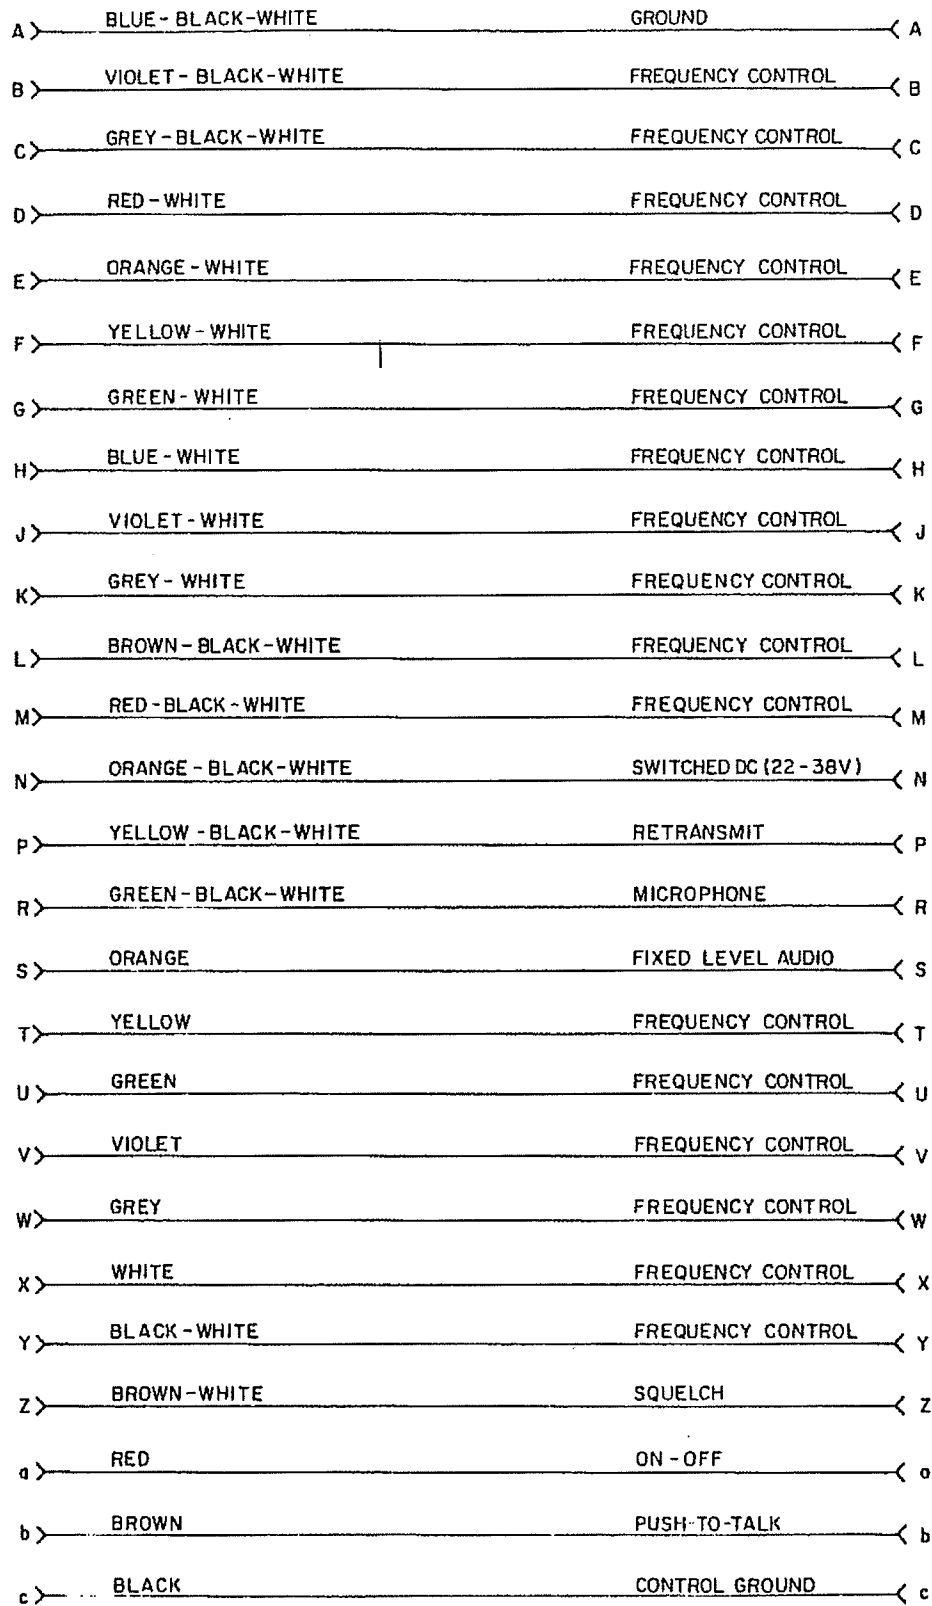 A BLUE-BLACK-WHITE GROUND A
B VIOLET-BLACK-WHITE FREQUENCY CONTROL B
C GREY-BLACK-WHITE FREQUENCY CONTROL C
D RED-WHITE FREQUENCY CONTROL D
E ORANGE-WHITE FREQUENCY CONTROL E
F YELLOW-WHITE FREQUENCY CONTROL F
G GREEN-WHITE FREQUENCY CONTROL G
H BLUE-WHITE FREQUENCY CONTROL H
J VIOLET-WHITE FREQUENCY CONTROL J
K GREY-WHITE FREQUENCY CONTROL K
L BROWN-BLACK-WHITE FREQUENCY CONTROL L
M RED-BLACK-WHITE FREQUENCY CONTROL M
N ORANGE-BLACK-WHITE SWITCHED DC (22-38V) N
P YELLOW-BLACK-WHITE RETRANSMIT P
R GREEN-BLACK-WHITE MICROPHONE R
S ORANGE FIXED LEVEL AUDIO S
T YELLOW FREQUENCY CONTROL T
U GREEN FREQUENCY CONTROL U
V VIOLET FREQUENCY CONTROL V
W GREY FREQUENCY CONTROL W
X WHITE FREQUENCY CONTROL X
Y BLACK-WHITE FREQUENCY CONTROL Y
Z BROWN-WHITE SQUELCH Z
a RED ON-OFF a
b BROWN PUSH-TO-TALK b
c BLACK CONTROL GROUND c